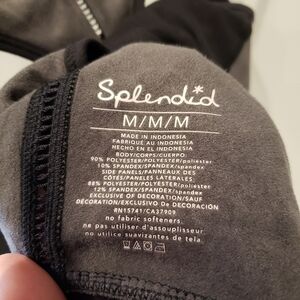 Splendid
M/M/M
MADE IN INDONESIA
FABRIQUE AU INDONESIA
HECHO EN EL INDONESIA
BODY/CORPS/CUERPO:
90% POLYESTER/POLYESTER/poliester
10% SPANDEX/SPANDEX/spandex
SIDE PANELS/PANNEAUX DES
CÔTÉS/PANELES LATERALES:
88% POLYESTER/POLYESTER/poliester
12% SPANDEX/SPANDEX/spandex
EXCLUSIVE OF DECORATION/SAUF
DÉCORATION/EXCLUSIVO De DECORACIÓN
RN15741/CA37909
no fabric softeners.
ne pas utiliser d'assouplisseur
no utilice suavizantes de tela.